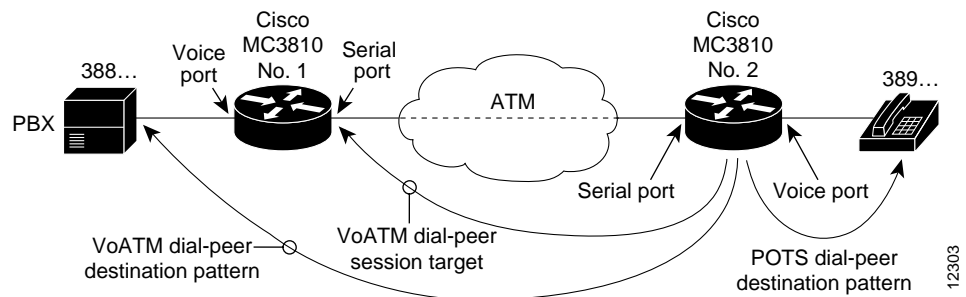 Cisco
MC3810
No. 1
Cisco
MC3810
No. 2
Voice
port
Serial
port
388...
389...
ATM
PBX
Serial port
Voice port
VoATM dial-peer
destination pattern
VoATM dial-peer
session target
POTS dial-peer
destination pattern
12303